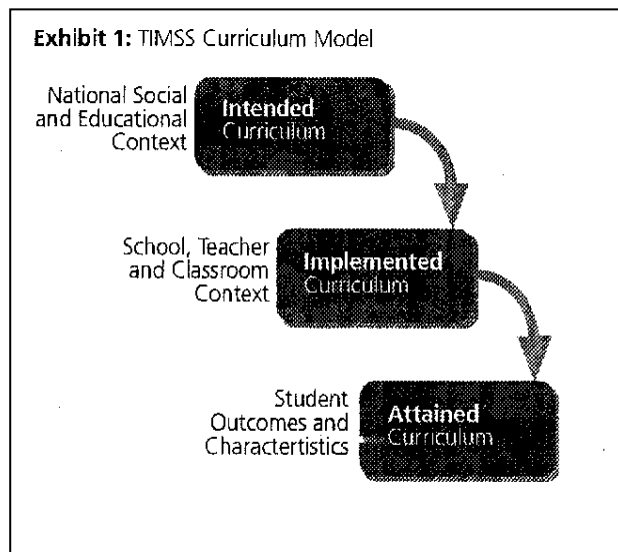 Exhibit 1: TIMSS Curriculum Model
National Social
and Educational
Context
Intended
Curriculum
School, Teacher
and Classroom
Context
Implemented
Curriculum
Student
Outcomes and
Charactertistics
Attained
Curriculum